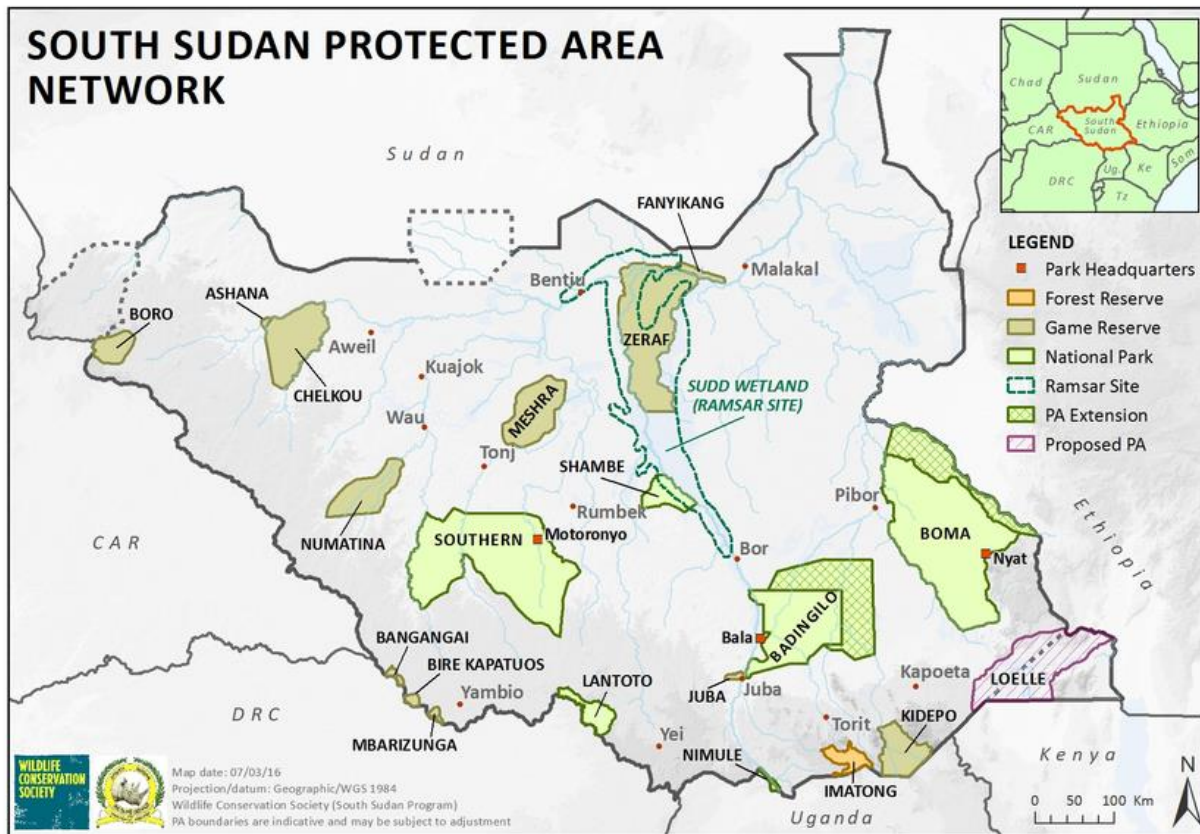 SOUTH SUDAN PROTECTED AREA
NETWORK
Chad
Sudan
CAR
South
Sudan
Ethiopia
DRC
Ug.
Ke
Som
Tz
Sudan
FANYIKANG
Malakal
Bentiu
ASHANA
BORO
Aweil
ZERAF
CHELKOU
Kuajok
MESHRA
SUDD WETLAND
(RAMSAR SITE)
Wau
Tonj
SHAMBE
Pibor
Rumbek
NUMATINA
SOUTHERN
Motoronyo
BOMA
Bor
Nyat
CAR
Ethiopia
BADINGILO
Bala
BANGANGAI
BIRE KAPATUOS
LANTOTO
JUBA
Juba
Kapoeta
LOELLE
Yambio
DRC
MBARIZUNGA
Yei
NIMULE
Torit
KIDEPO
IMATONG
Kenya
Uganda
LEGEND
Park Headquarters
Forest Reserve
Game Reserve
National Park
Ramsar Site
PA Extension
Proposed PA
N
0 50 100 Km
WILDLIFE
CONSERVATION
SOCIETY
Map date: 07/03/16
Projection/datum: Geographic/WGS 1984
Wildlife Conservation Society (South Sudan Program)
PA boundaries are indicative and may be subject to adjustment